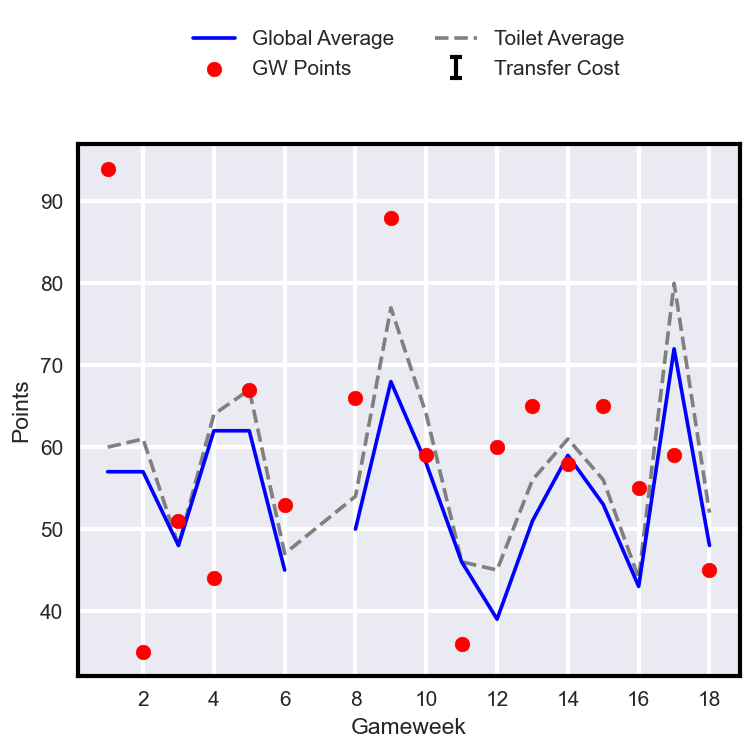 Global Average
Toilet Average
GW Points
Transfer Cost
90
80
70
60
50
40
Points
2 4 6 8 10 12 14 16 18
Gameweek